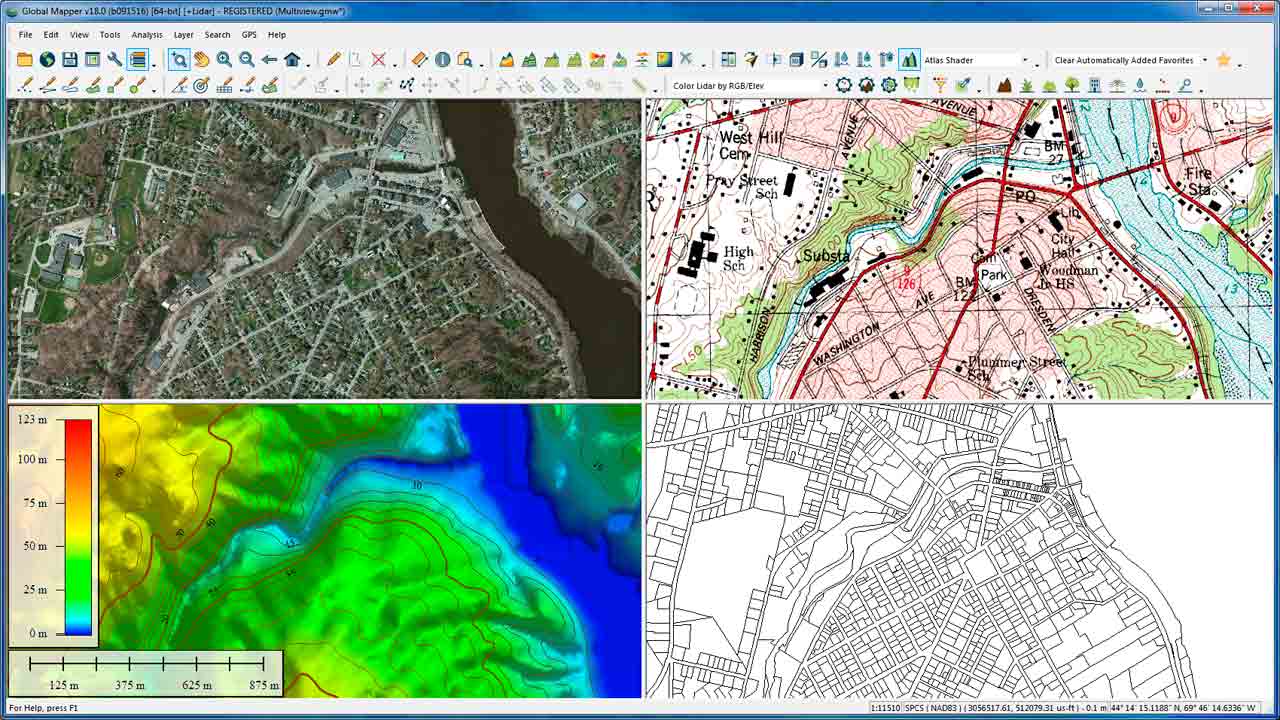 Global Mapper v18.0 (b091516) [64-bit] [+Lidar] - REGISTERED (Multiview.gmw*)
File Edit View Tools Analysis Layer Search GPS Help
Atlas Shader
Clear Automatically Added Favorites
Color Lidar by RGB/Elev
AVENUE
AVENUE
West Hill
Cem
BM
27
Pray Street
Sch
Fire
Sta
PO
Lib
High
Sch
Substa
City
Hall
Cem
Park
Woodman
Jr HS
126
BM
122
AVE
DRESDEN
HARRISON
WASHINGTON
150
50
13
Plummer Street
Sch
123 m
100 m
75 m
50 m
25 m
0 m
10
40
125 m 375 m 625 m 875 m
For Help, press F1
1:11510 SPCS ( NAD83 ) ( 3056517.61, 512079.31 us-ft ) - 0.1 m 44° 14' 15.1188" N, 69° 46' 14.6336" W